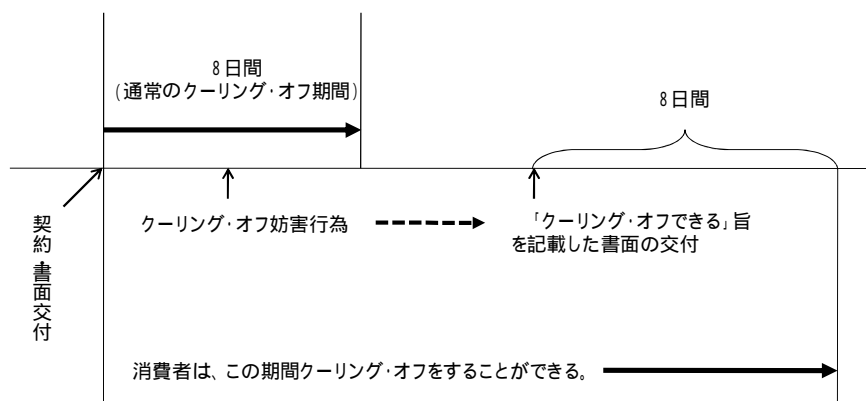 8日間
(通常のクーリング・オフ期間)
8日間
契約・書面交付
クーリング・オフ妨害行為
「クーリング・オフできる」旨
を記載した書面の交付
消費者は、この期間クーリング・オフをすることができる。